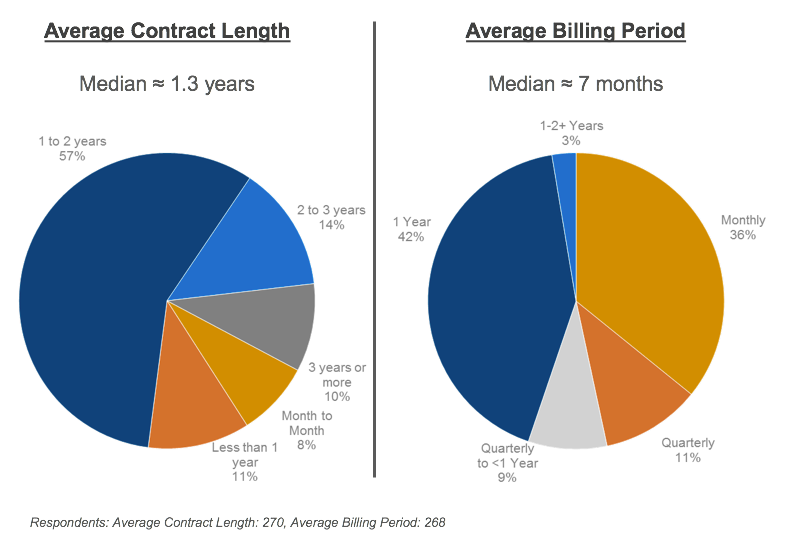 Average Contract Length
Median ≈ 1.3 years
1 to 2 years
57%
2 to 3 years
14%
3 years or
more
10%
Month to
Month
8%
Less than 1
year
11%
Average Billing Period
Median ≈ 7 months
1-2+ Years
3%
Monthly
36%
1 Year
42%
Quarterly
11%
Quarterly
to <1 Year
9%
Respondents: Average Contract Length: 270, Average Billing Period: 268